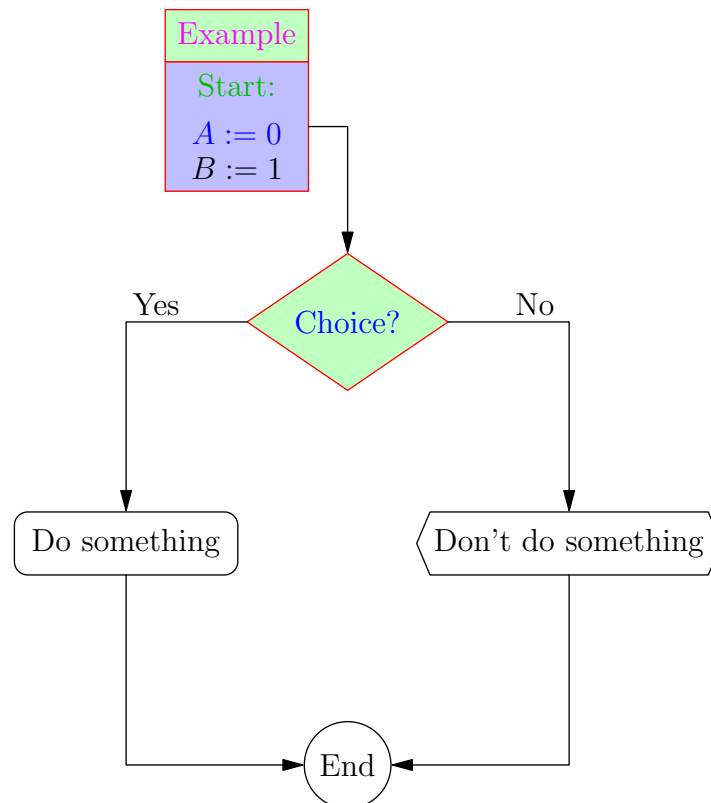 Example
Start:
A := 0
B := 1
Yes
No
Choice?
Do something
Don't do something
End